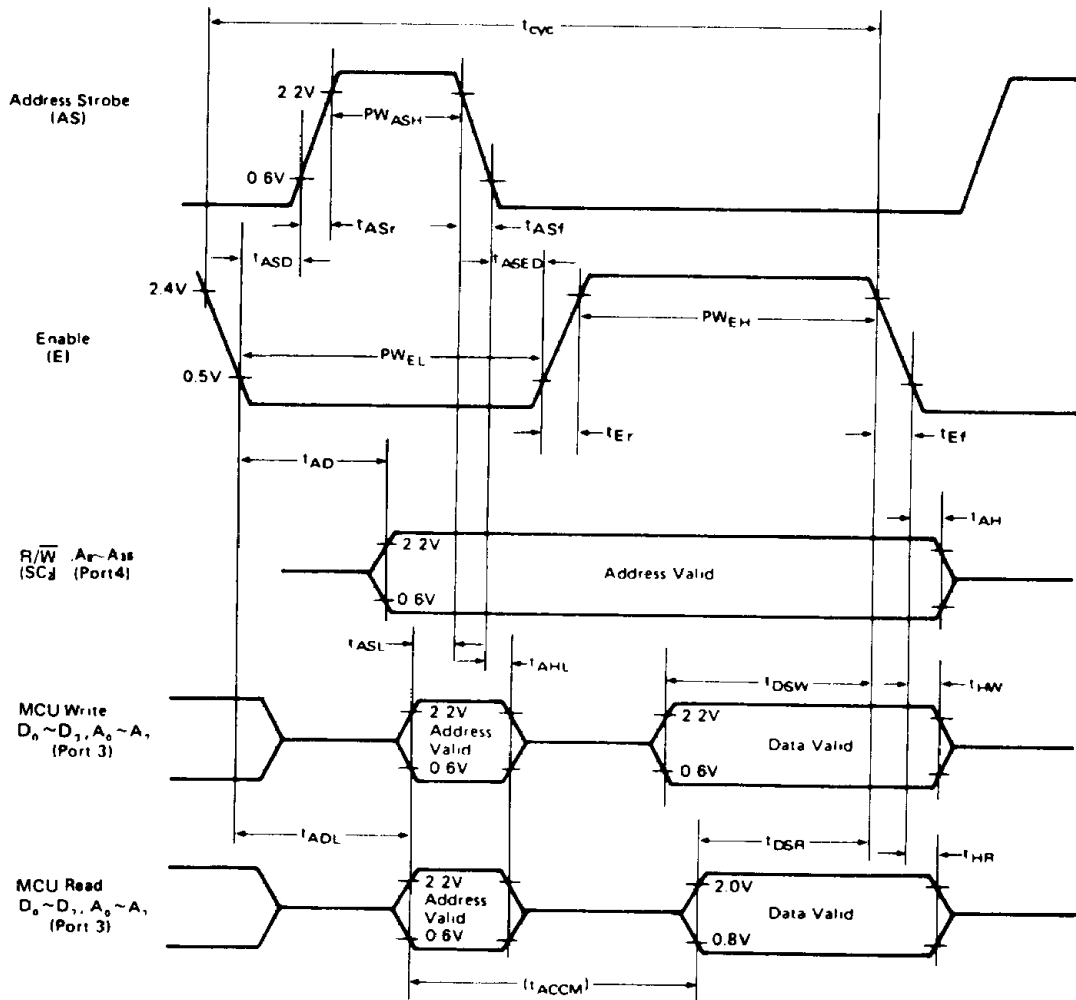 tcyc
Address Strobe
(AS)
2 2V
PWASH
0 6V
tASr
tASf
tASD
tASED
2.4V
Enable
(E)
PWEH
PWEL
0.5V
tEr
tEf
tAD
tAH
R/W̅ A8~A15
(SC2) (Port4)
2 2V
Address Valid
0 6V
tASL
tAHL
tDSW
tHW
MCU Write
D0~D7, A0~A7
(Port 3)
2 2V
Address
Valid
0 6V
2 2V
Data Valid
0 6V
tADL
tDSR
tHR
MCU Read
D0~D7, A0~A7
(Port 3)
2 2V
Address
Valid
0 6V
2.0V
Data Valid
0.8V
(tACCM)